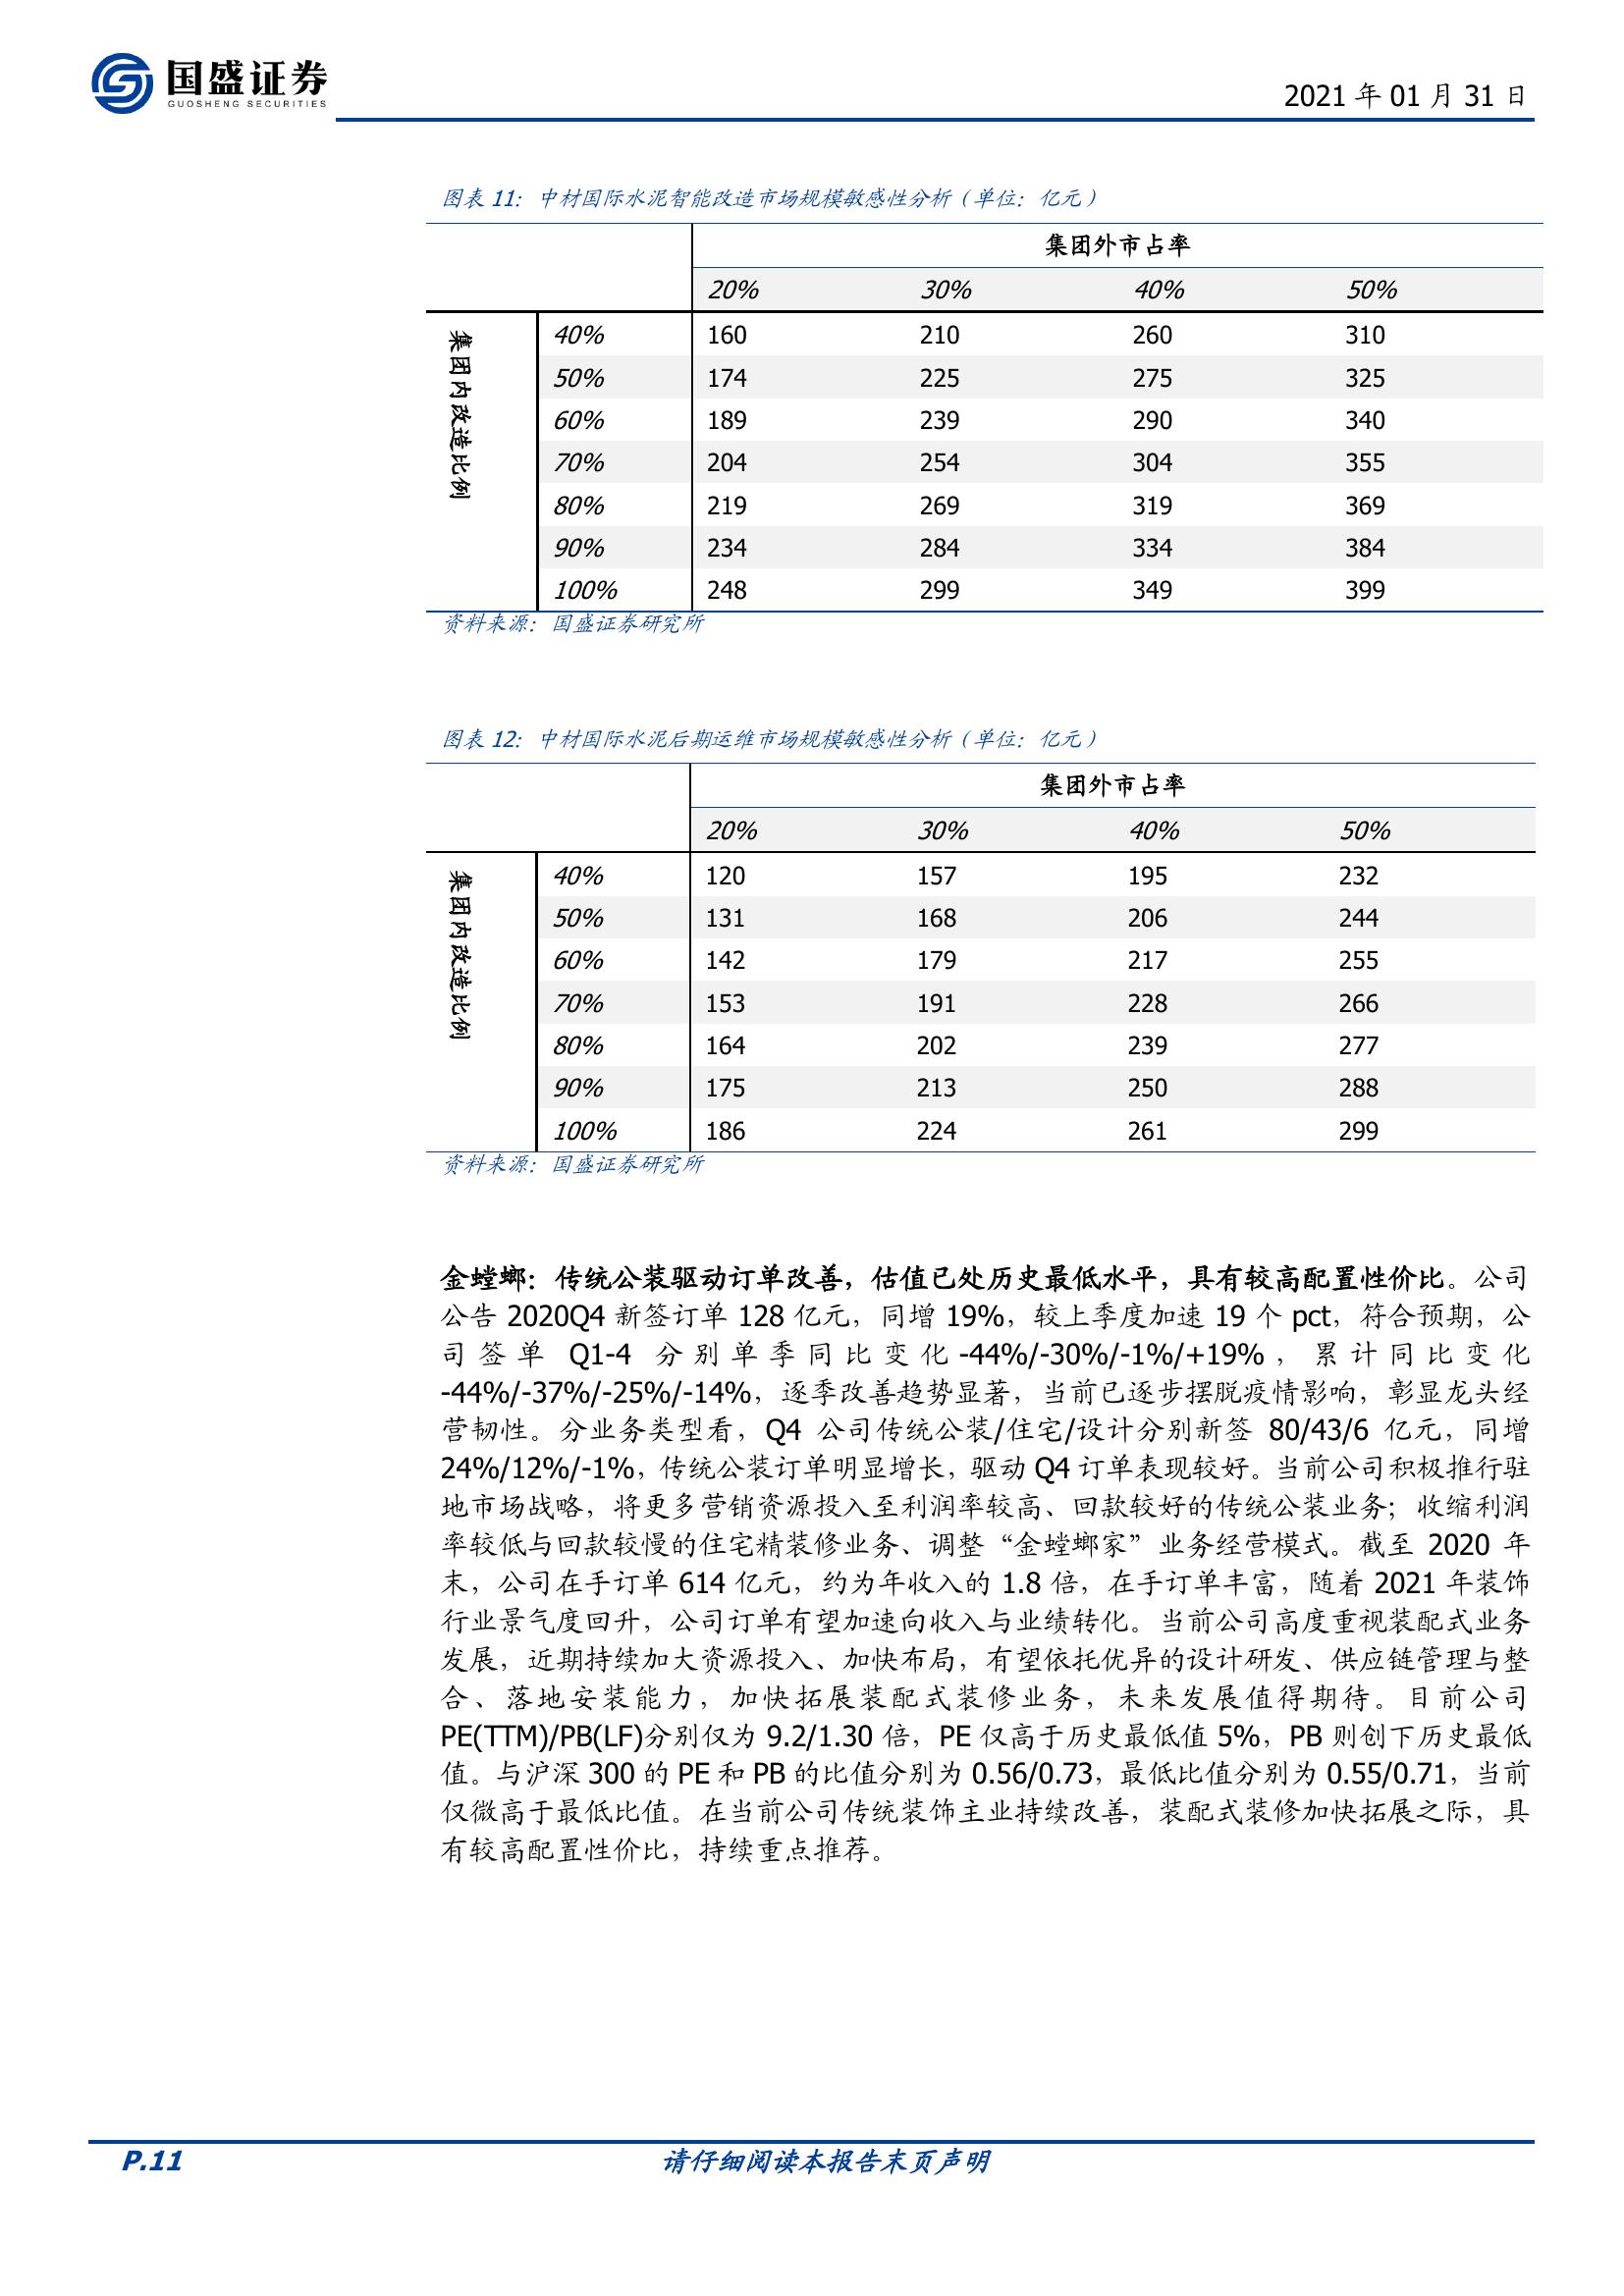 国盛证券
GUOSHENG SECURITIES
2021 年 01 月 31 日
图表 11：中材国际水泥智能改造市场规模敏感性分析（单位：亿元）
集团外市占率
20% 30% 40% 50%
集团内改造比例
40% 160 210 260 310
50% 174 225 275 325
60% 189 239 290 340
70% 204 254 304 355
80% 219 269 319 369
90% 234 284 334 384
100% 248 299 349 399
资料来源：国盛证券研究所
图表 12：中材国际水泥后期运维市场规模敏感性分析（单位：亿元）
集团外市占率
20% 30% 40% 50%
集团内改造比例
40% 120 157 195 232
50% 131 168 206 244
60% 142 179 217 255
70% 153 191 228 266
80% 164 202 239 277
90% 175 213 250 288
100% 186 224 261 299
资料来源：国盛证券研究所
金螳螂：传统公装驱动订单改善，估值已处历史最低水平，具有较高配置性价比。公司
公告 2020Q4 新签订单 128 亿元，同增 19%，较上季度加速 19 个 pct，符合预期，公
司签单 Q1-4 分别单季同比变化-44%/-30%/-1%/+19%，累计同比变化
-44%/-37%/-25%/-14%，逐季改善趋势显著，当前已逐步摆脱疫情影响，彰显龙头经
营韧性。分业务类型看，Q4 公司传统公装/住宅/设计分别新签 80/43/6 亿元，同增
24%/12%/-1%，传统公装订单明显增长，驱动 Q4 订单表现较好。当前公司积极推行驻
地市场战略，将更多营销资源投入至利润率较高、回款较好的传统公装业务；收缩利润
率较低与回款较慢的住宅精装修业务、调整“金螳螂家”业务经营模式。截至 2020 年
末，公司在手订单 614 亿元，约为年收入的 1.8 倍，在手订单丰富，随着 2021 年装饰
行业景气度回升，公司订单有望加速向收入与业绩转化。当前公司高度重视装配式业务
发展，近期持续加大资源投入、加快布局，有望依托优异的设计研发、供应链管理与整
合、落地安装能力，加快拓展装配式装修业务，未来发展值得期待。目前公司
PE(TTM)/PB(LF)分别仅为 9.2/1.30 倍，PE 仅高于历史最低值 5%，PB 则创下历史最低
值。与沪深 300 的 PE 和 PB 的比值分别为 0.56/0.73，最低比值分别为 0.55/0.71，当前
仅微高于最低比值。在当前公司传统装饰主业持续改善，装配式装修加快拓展之际，具
有较高配置性价比，持续重点推荐。
P.11
请仔细阅读本报告末页声明